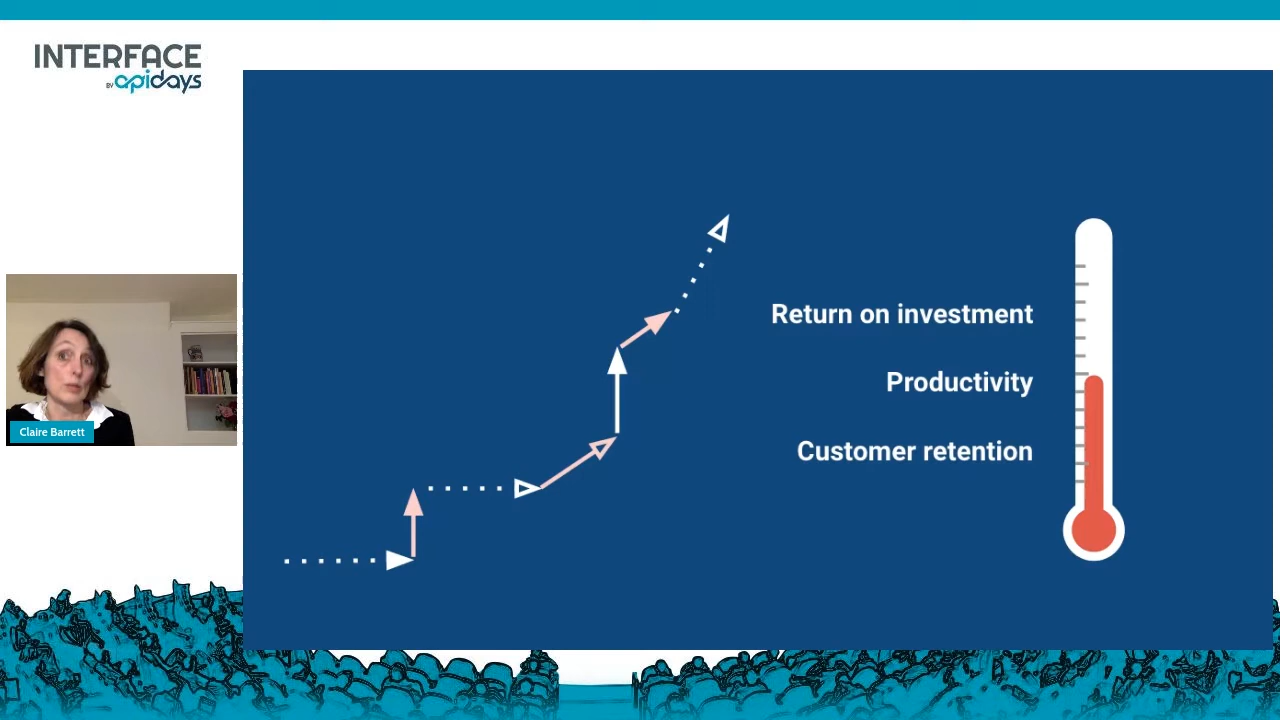 INTERFACE
BY apidays
Return on investment
Productivity
Customer retention
Claire Barrett